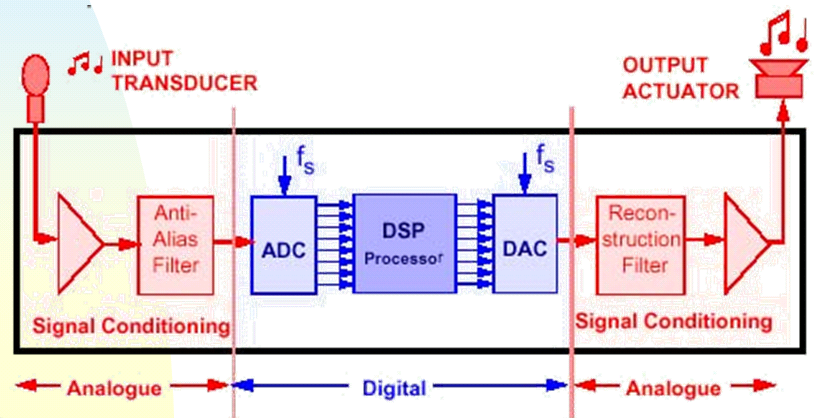 INPUT
TRANSDUCER
OUTPUT
ACTUATOR
fs
fs
Anti-
Alias
Filter
ADC
DSP
Processor
DAC
Recon-
struction
Filter
Signal Conditioning
Signal Conditioning
Analogue
Digital
Analogue